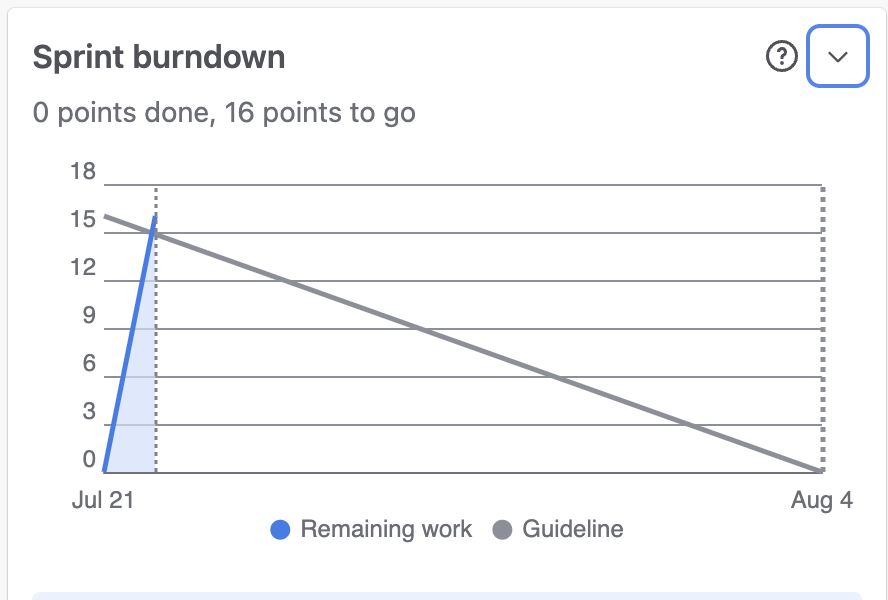 Sprint burndown
?
0 points done, 16 points to go
18
15
12
9
6
3
0
Jul 21
Aug 4
Remaining work
Guideline